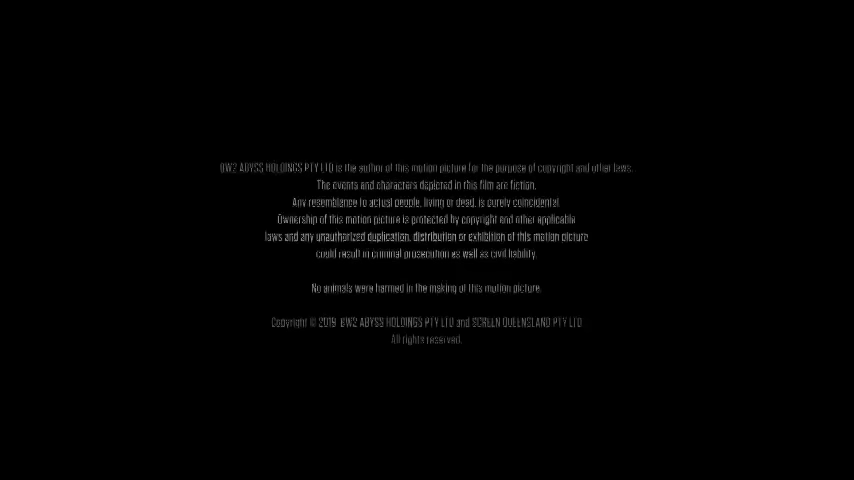 BW2 ABYSS HOLDINGS PTY LTD is the author of this motion picture for the purpose of copyright and other laws.
The events and characters depicted in this film are fiction.
Any resemblance to actual people, living or dead, is purely coincidental.
Ownership of this motion picture is protected by copyright and other applicable
laws and any unauthorized duplication, distribution or exhibition of this motion picture
could result in criminal prosecution as well as civil liability.
No animals were harmed in the making of this motion picture.
Copyright © 2019 BW2 ABYSS HOLDINGS PTY LTD and SCREEN QUEENSLAND PTY LTD
All rights reserved.